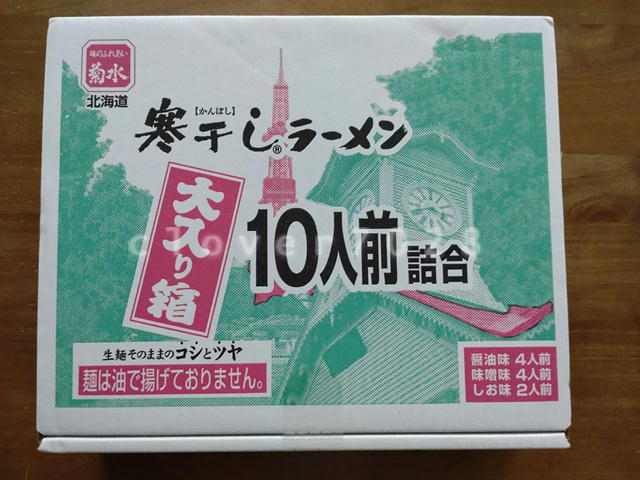 味のふれあい
菊水
北海道
【かんぼし】
寒干し®ラーメン
大入り箱
10人前詰合
生麺そのままのコシとツヤ
麺は油で揚げておりません。
醤油味 4人前
味噌味 4人前
しお味 2人前